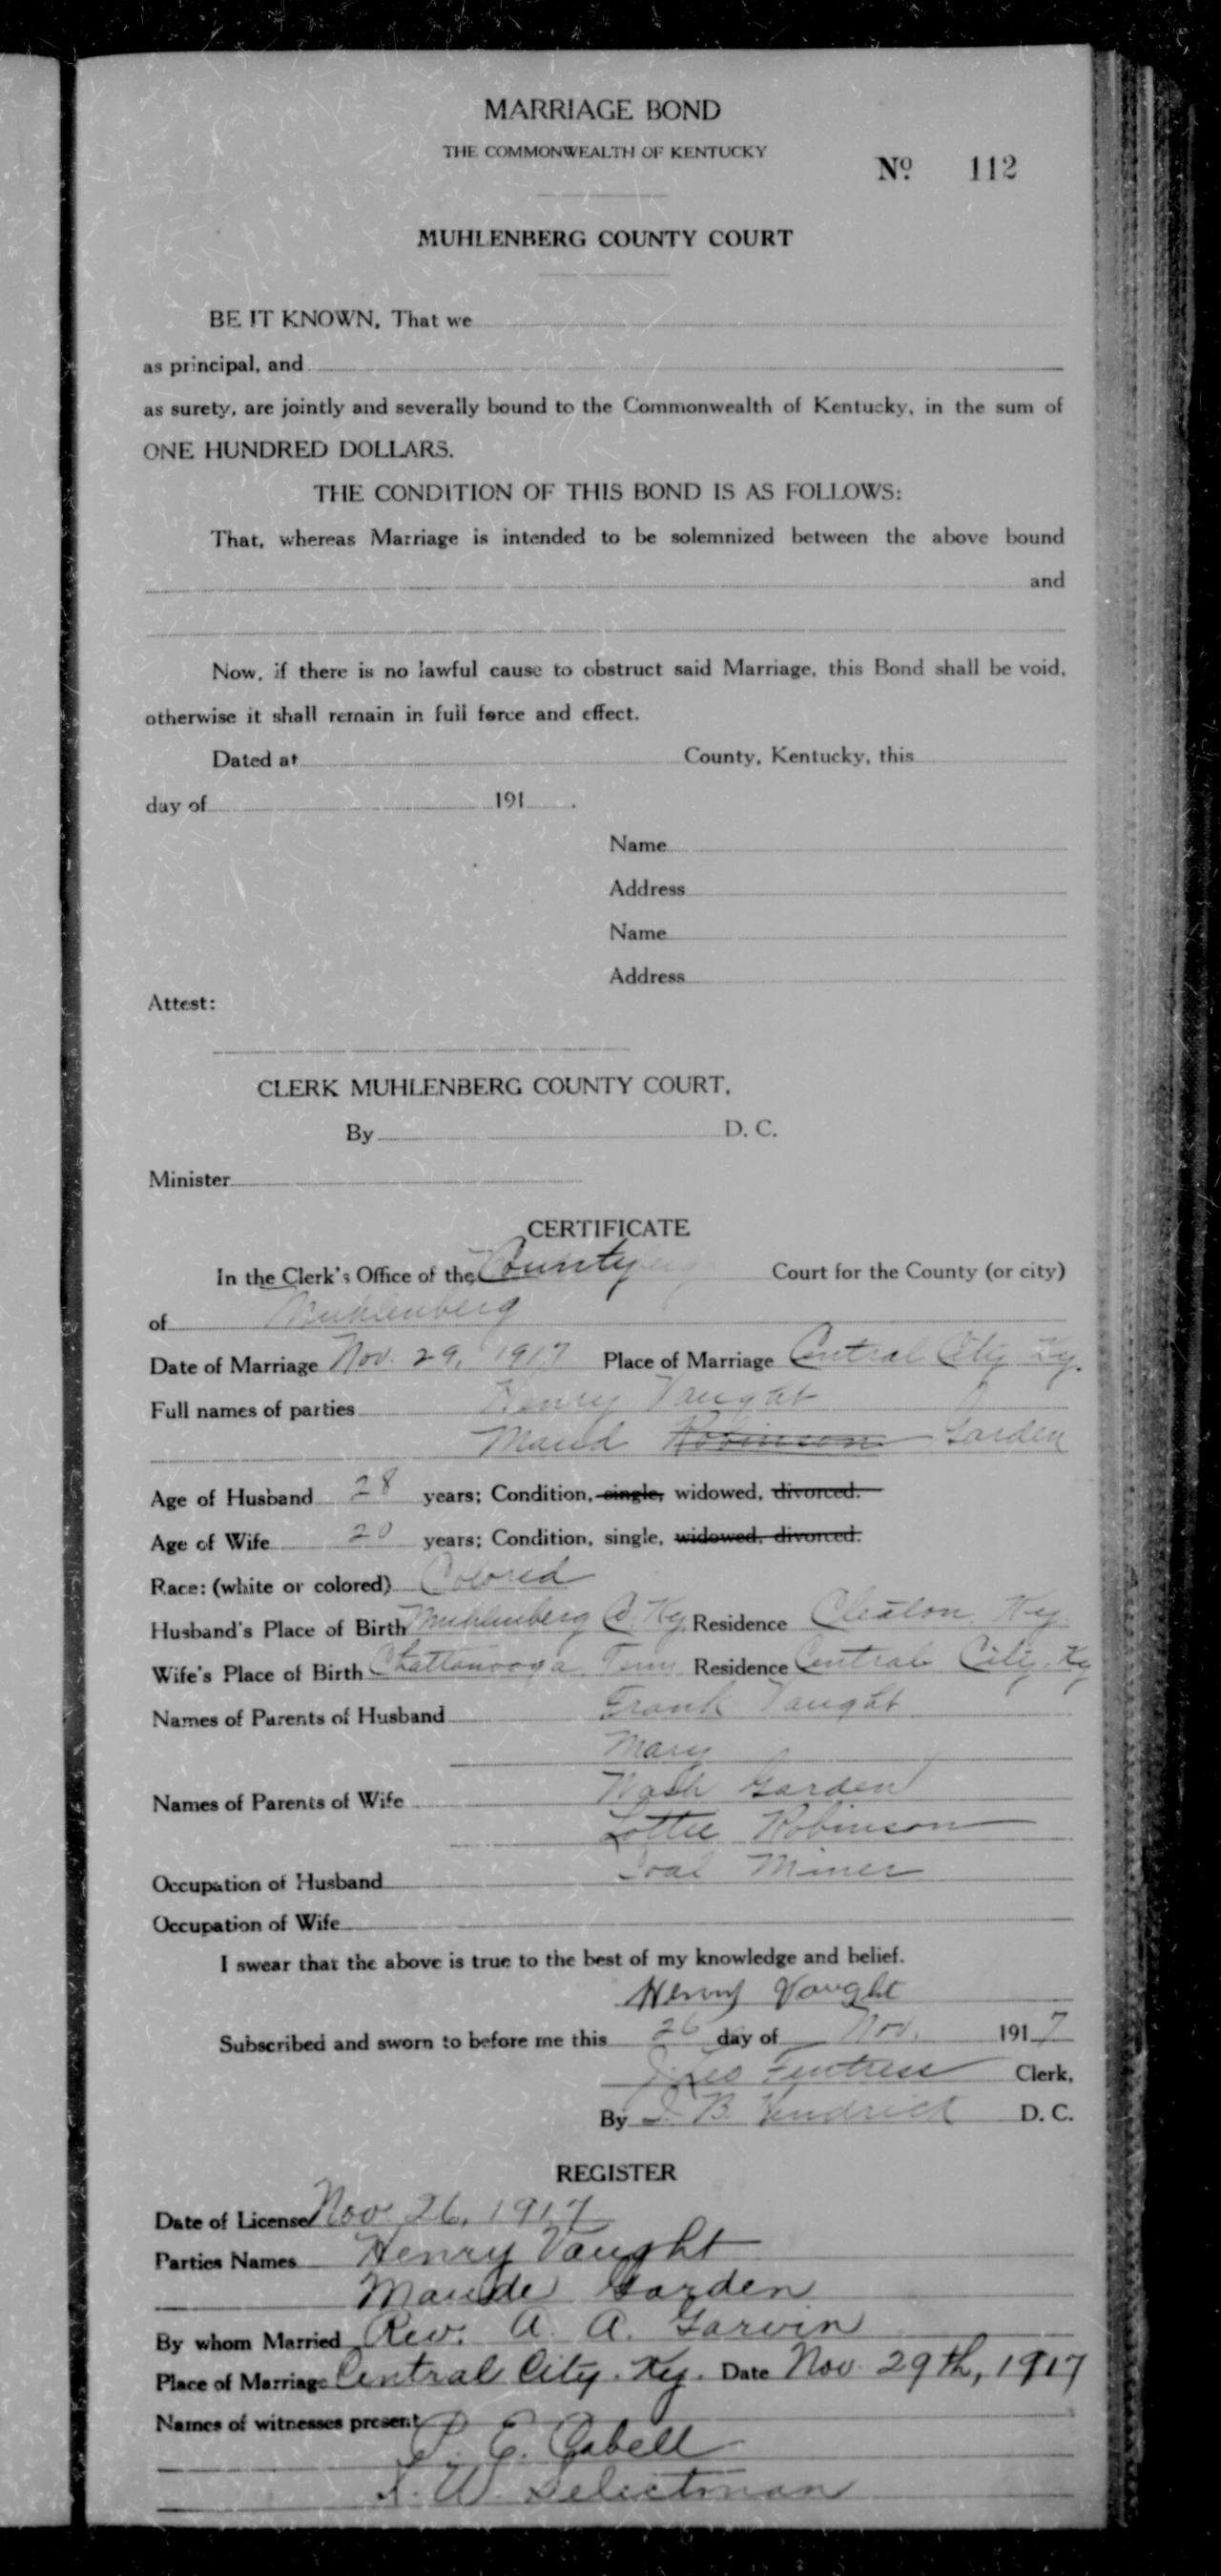 MARRIAGE BOND
THE COMMONWEALTH OF KENTUCKY
No. 112
MUHLENBERG COUNTY COURT
BE IT KNOWN, That we
as principal, and
as surety, are jointly and severally bound to the Commonwealth of Kentucky, in the sum of
ONE HUNDRED DOLLARS.
THE CONDITION OF THIS BOND IS AS FOLLOWS:
That, whereas Marriage is intended to be solemnized between the above bound
and
Now, if there is no lawful cause to obstruct said Marriage, this Bond shall be void,
otherwise it shall remain in full force and effect.
Dated at County, Kentucky, this
day of 191 .
Name
Address
Name
Address
Attest:
CLERK MUHLENBERG COUNTY COURT,
By D. C.
Minister
CERTIFICATE
In the Clerk's Office of the County Court for the County (or city)
of Muhlenberg
Date of Marriage Nov. 29, 1917 Place of Marriage Central City Ky.
Full names of parties Henry Vaught
Maud Robinson Garden
Age of Husband 28 years; Condition, single, widowed, divorced.
Age of Wife 20 years; Condition, single, widowed, divorced.
Race: (white or colored) Colored
Husband's Place of Birth Muhlenberg C. Ky Residence Cleaton, Ky.
Wife's Place of Birth Chattanooga Tenn Residence Central City, Ky
Names of Parents of Husband Frank Vaught
Mary
Names of Parents of Wife Wash Garden
Lottie Robinson
Occupation of Husband Coal Miner
Occupation of Wife
I swear that the above is true to the best of my knowledge and belief.
Henry Vaught
Subscribed and sworn to before me this 26 day of Nov. 1917
Fentress Clerk,
By B. Kendrick D. C.
REGISTER
Date of License Nov 26, 1917
Parties Names Henry Vaught
Maude Garden
By whom Married Rev. A. A. Garvin
Place of Marriage Central City. Ky. Date Nov. 29th, 1917
Names of witnesses present
E. Cabell
W. Selectman